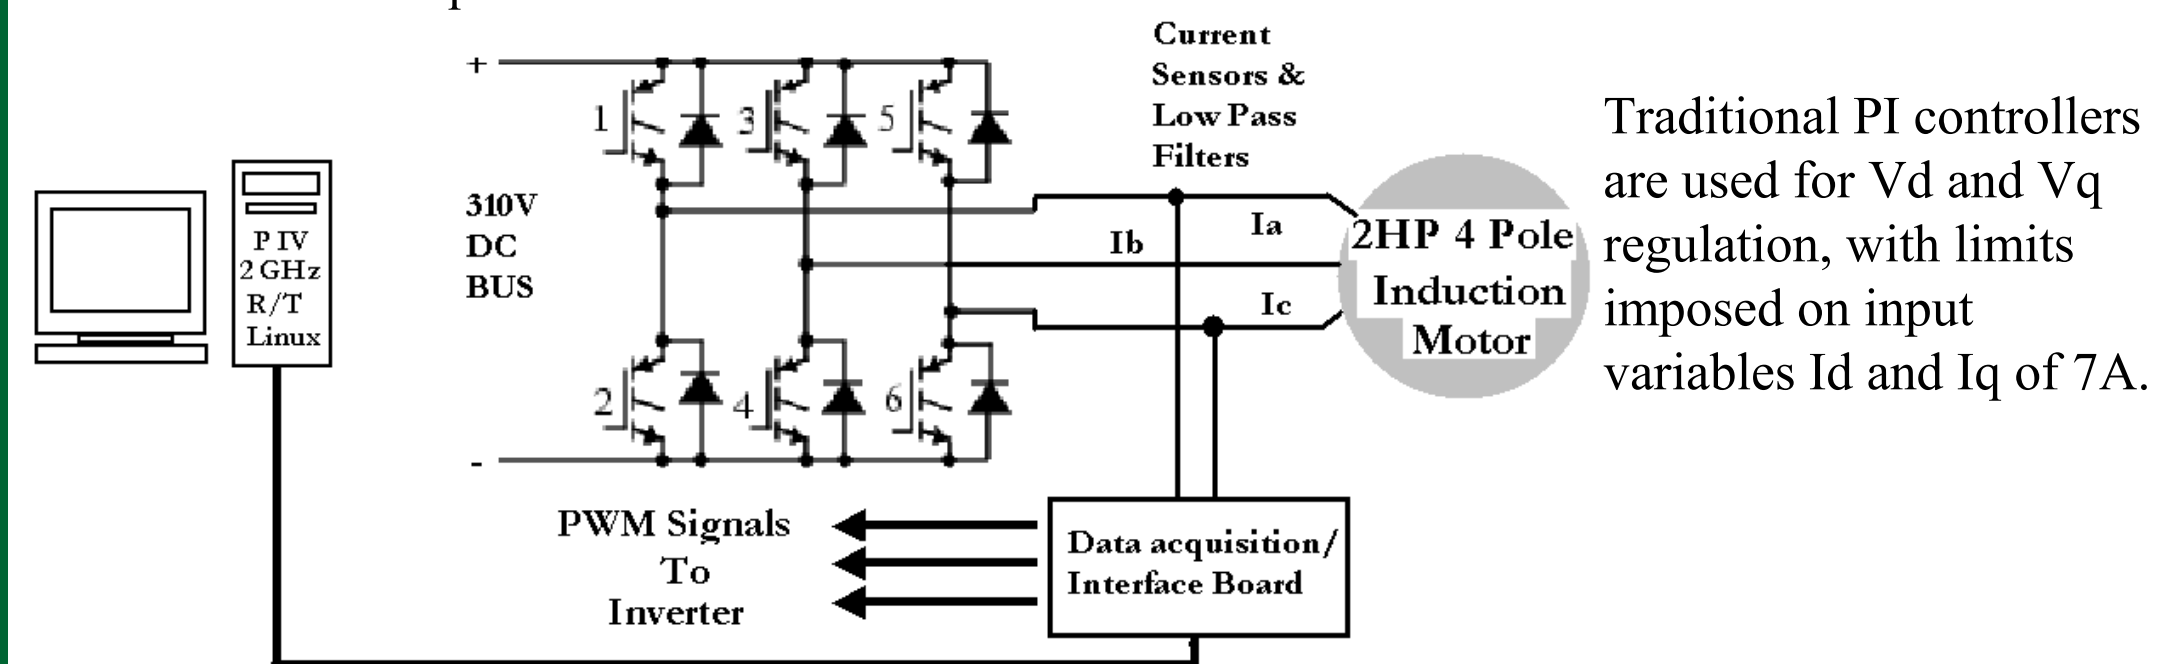 Current
Sensors &
Low Pass
Filters
+
1
3
5
310V
DC
BUS
P IV
2 GHz
R/T
Linux
Ia
Ib
Ic
2HP 4 Pole
Induction
Motor
Traditional PI controllers
are used for Vd and Vq
regulation, with limits
imposed on input
variables Id and Iq of 7A.
2
4
6
-
PWM Signals
To
Inverter
Data acquisition/
Interface Board